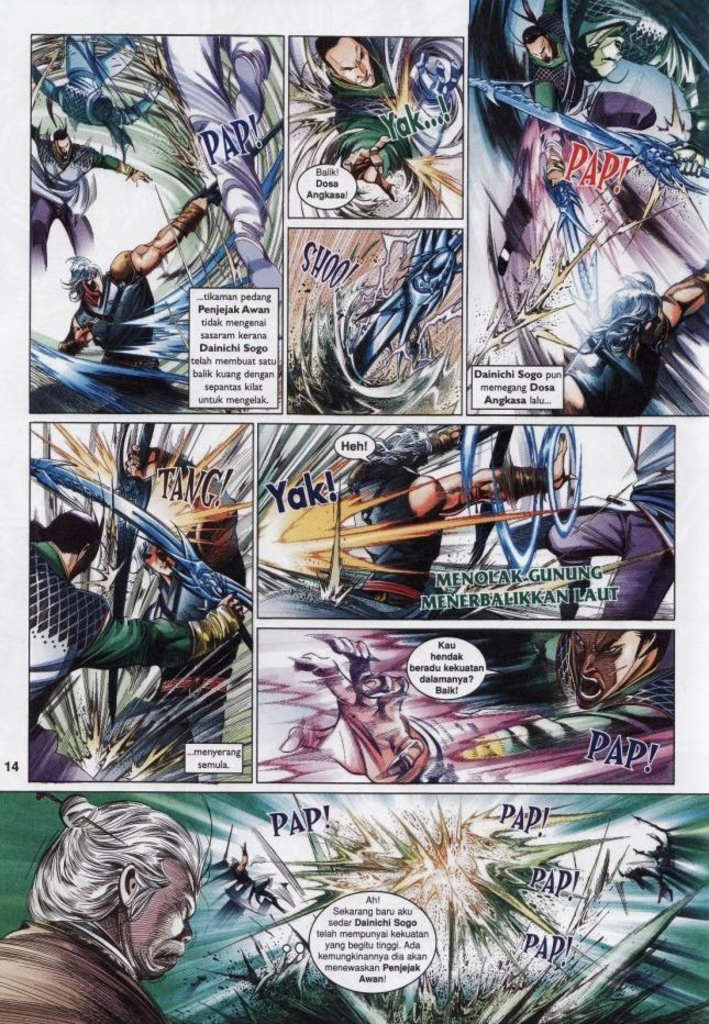 PAP!
...tikaman pedang
Penjejak Awan
tidak mengenai
sasaram kerana
Dainichi Sogo
telah membuat satu
balik kuang dengan
sepantas kilat
untuk mengelak.
Yak...!
Balik!
Dosa
Angkasa!
SHOO!
PAP!
Dainichi Sogo pun
memegang Dosa
Angkasa lalu...
TANG!
...menyerang
semula.
Heh!
Yak!
MENOLAK GUNUNG
MENERBALIKKAN LAUT
Kau
hendak
beradu kekuatan
dalamanya?
Baik!
PAP!
14
PAP!
PAP!
PAP!
PAP!
Ah!
Sekarang baru aku
sedar Dainichi Sogo
telah mempunyai kekuatan
yang begitu tinggi. Ada
kemungkinannya dia akan
menewaskan Penjejak
Awan!